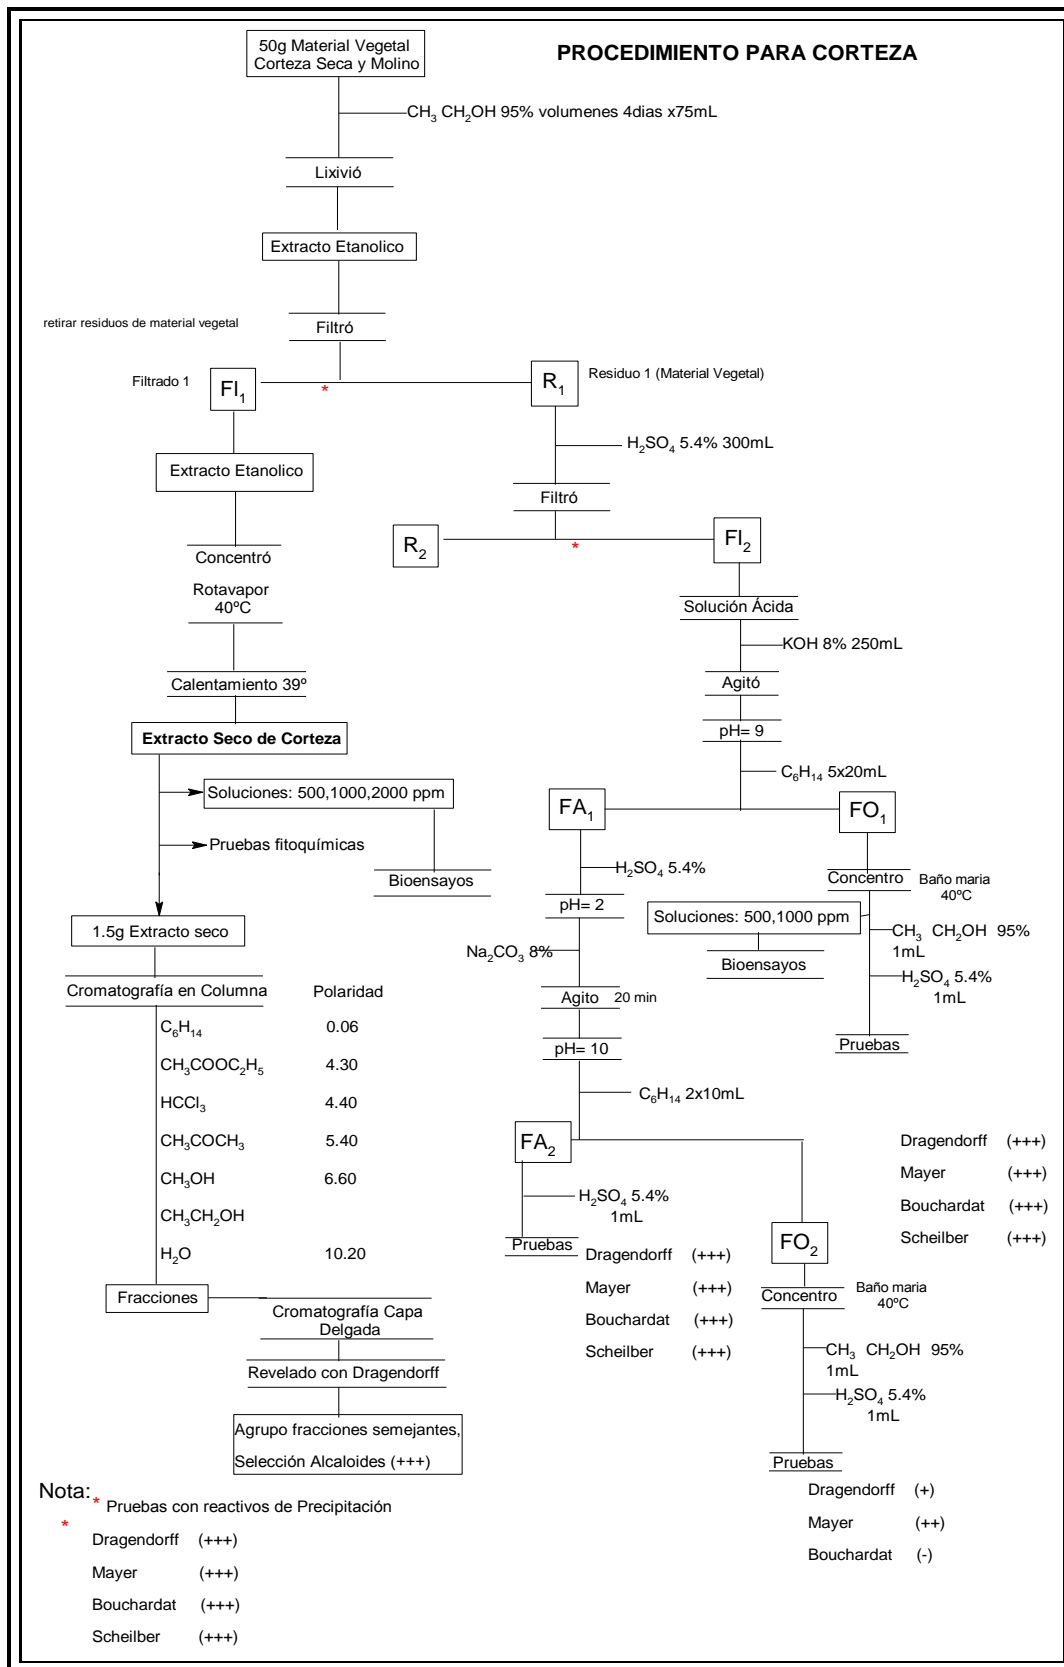 PROCEDIMIENTO PARA CORTEZA
50g Material Vegetal
Corteza Seca y Molino
CH3 CH2OH 95% volumenes 4dias x75mL
Lixivió
Extracto Etanolico
retirar residuos de material vegetal
Filtró
Filtrado 1
FI1
*
R1
Residuo 1 (Material Vegetal)
Extracto Etanolico
Concentró
Rotavapor
40ºC
Calentamiento 39º
Extracto Seco de Corteza
Soluciones: 500,1000,2000 ppm
Bioensayos
Pruebas fitoquímicas
1.5g Extracto seco
Cromatografía en Columna
Polaridad
C6H14 0.06
CH3COOC2H5 4.30
HCCl3 4.40
CH3COCH3 5.40
CH3OH 6.60
CH3CH2OH
H2O 10.20
Fracciones
Cromatografía Capa
Delgada
Revelado con Dragendorff
Agrupo fracciones semejantes,
Selección Alcaloides (+++)
H2SO4 5.4% 300mL
Filtró
R2
*
FI2
Solución Ácida
KOH 8% 250mL
Agitó
pH= 9
C6H14 5x20mL
FA1
FO1
H2SO4 5.4%
pH= 2
Na2CO3 8%
Agito 20 min
pH= 10
C6H14 2x10mL
Concentro
Baño maria
40ºC
Soluciones: 500,1000 ppm
Bioensayos
CH3 CH2OH 95%
1mL
H2SO4 5.4%
1mL
Pruebas
Dragendorff (+++)
Mayer (+++)
Bouchardat (+++)
Scheilber (+++)
FA2
H2SO4 5.4%
1mL
Pruebas
Dragendorff (+++)
Mayer (+++)
Bouchardat (+++)
Scheilber (+++)
FO2
Concentro
Baño maria
40ºC
CH3 CH2OH 95%
1mL
H2SO4 5.4%
1mL
Pruebas
Dragendorff (+)
Mayer (++)
Bouchardat (-)
Nota:
* Pruebas con reactivos de Precipitación
*
Dragendorff (+++)
Mayer (+++)
Bouchardat (+++)
Scheilber (+++)